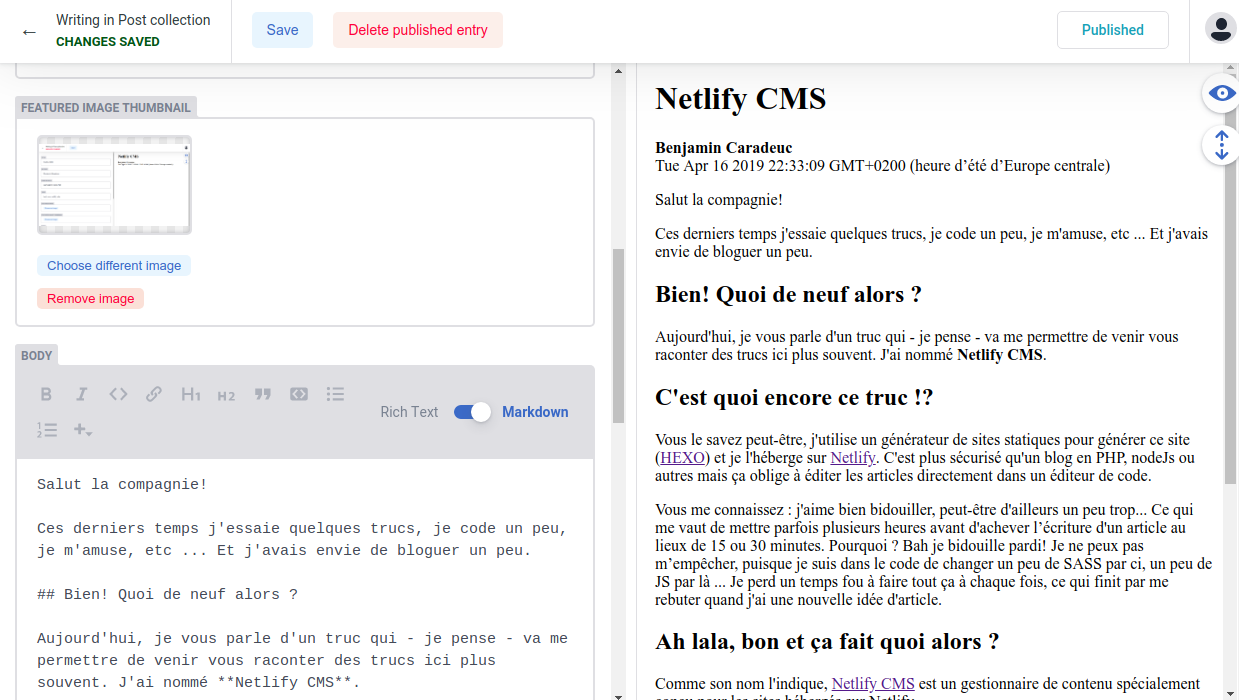 Writing in Post collection
CHANGES SAVED
Save
Delete published entry
Published
FEATURED IMAGE THUMBNAIL
Choose different image
Remove image
BODY
H1
H2
Rich Text
Markdown
Salut la compagnie!
Ces derniers temps j'essaie quelques trucs, je code un peu,
je m'amuse, etc ... Et j'avais envie de bloguer un peu.
## Bien! Quoi de neuf alors ?
Aujourd'hui, je vous parle d'un truc qui - je pense - va me
permettre de venir vous raconter des trucs ici plus
souvent. J'ai nommé **Netlify CMS**.
Netlify CMS
Benjamin Caradeuc
Tue Apr 16 2019 22:33:09 GMT+0200 (heure d’été d’Europe centrale)
Salut la compagnie!
Ces derniers temps j'essaie quelques trucs, je code un peu, je m'amuse, etc ... Et j'avais
envie de bloguer un peu.
Bien! Quoi de neuf alors ?
Aujourd'hui, je vous parle d'un truc qui - je pense - va me permettre de venir vous
raconter des trucs ici plus souvent. J'ai nommé Netlify CMS.
C'est quoi encore ce truc !?
Vous le savez peut-être, j'utilise un générateur de sites statiques pour générer ce site
(HEXO) et je l'héberge sur Netlify. C'est plus sécurisé qu'un blog en PHP, nodeJs ou
autres mais ça oblige à éditer les articles directement dans un éditeur de code.
Vous me connaissez : j'aime bien bidouiller, peut-être d'ailleurs un peu trop... Ce qui
me vaut de mettre parfois plusieurs heures avant d'achever l’écriture d'un article au
lieux de 15 ou 30 minutes. Pourquoi ? Bah je bidouille pardi! Je ne peux pas
m’empêcher, puisque je suis dans le code de changer un peu de SASS par ci, un peu de
JS par là ... Je perd un temps fou à faire tout ça à chaque fois, ce qui finit par me
rebuter quand j'ai une nouvelle idée d'article.
Ah lala, bon et ça fait quoi alors ?
Comme son nom l'indique, Netlify CMS est un gestionnaire de contenu spécialement